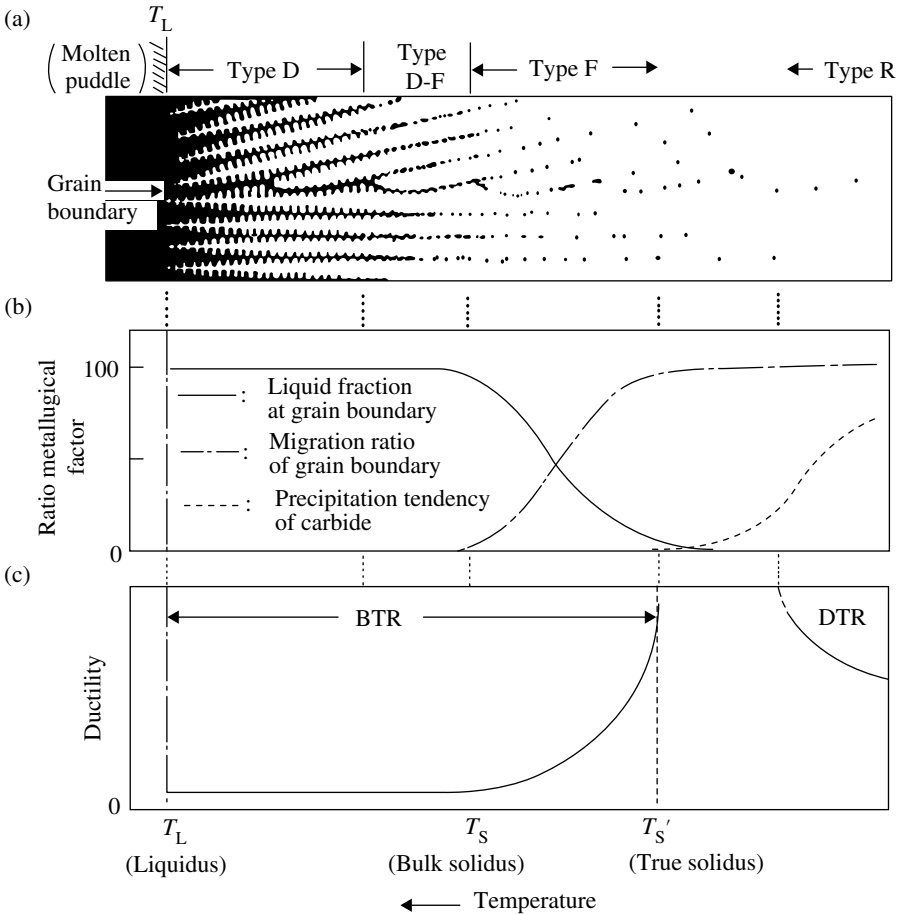 (a)
T_L
(Molten
puddle)
Type D
Type
D-F
Type F
Type R
Grain
boundary
(b)
Ratio metallugical
factor
100
0
: Liquid fraction
at grain boundary
: Migration ratio
of grain boundary
: Precipitation tendency
of carbide
(c)
Ductility
BTR
DTR
0
T_L
T_S
T_S′
(Liquidus)
(Bulk solidus)
(True solidus)
Temperature